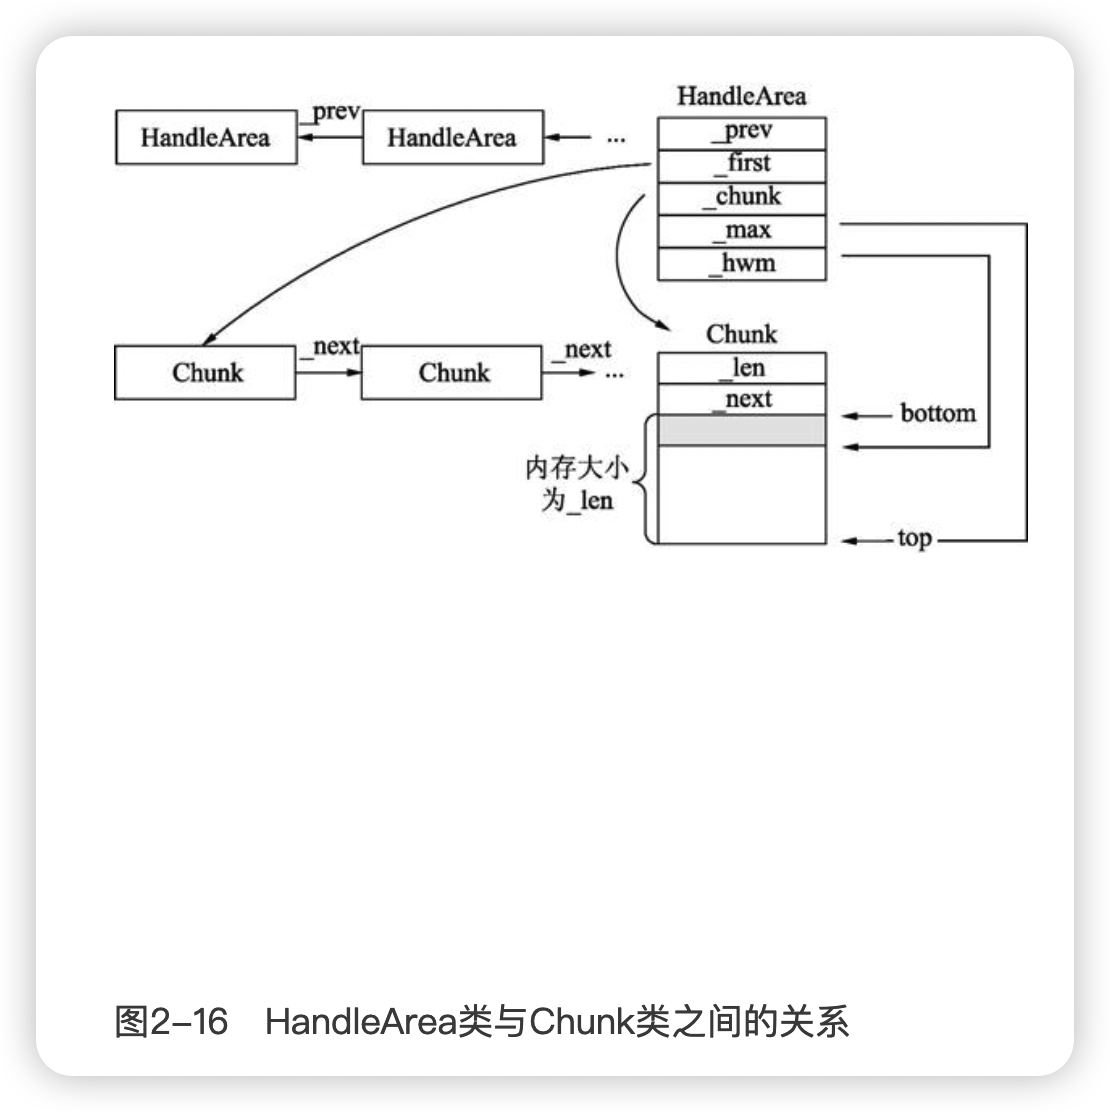 HandleArea
_prev
HandleArea
HandleArea
...
_prev
_first
_chunk
_max
_hwm
Chunk
_next
Chunk
_next
...
Chunk
_len
_next
bottom
内存大小
为_len
top
图2-16 HandleArea类与Chunk类之间的关系